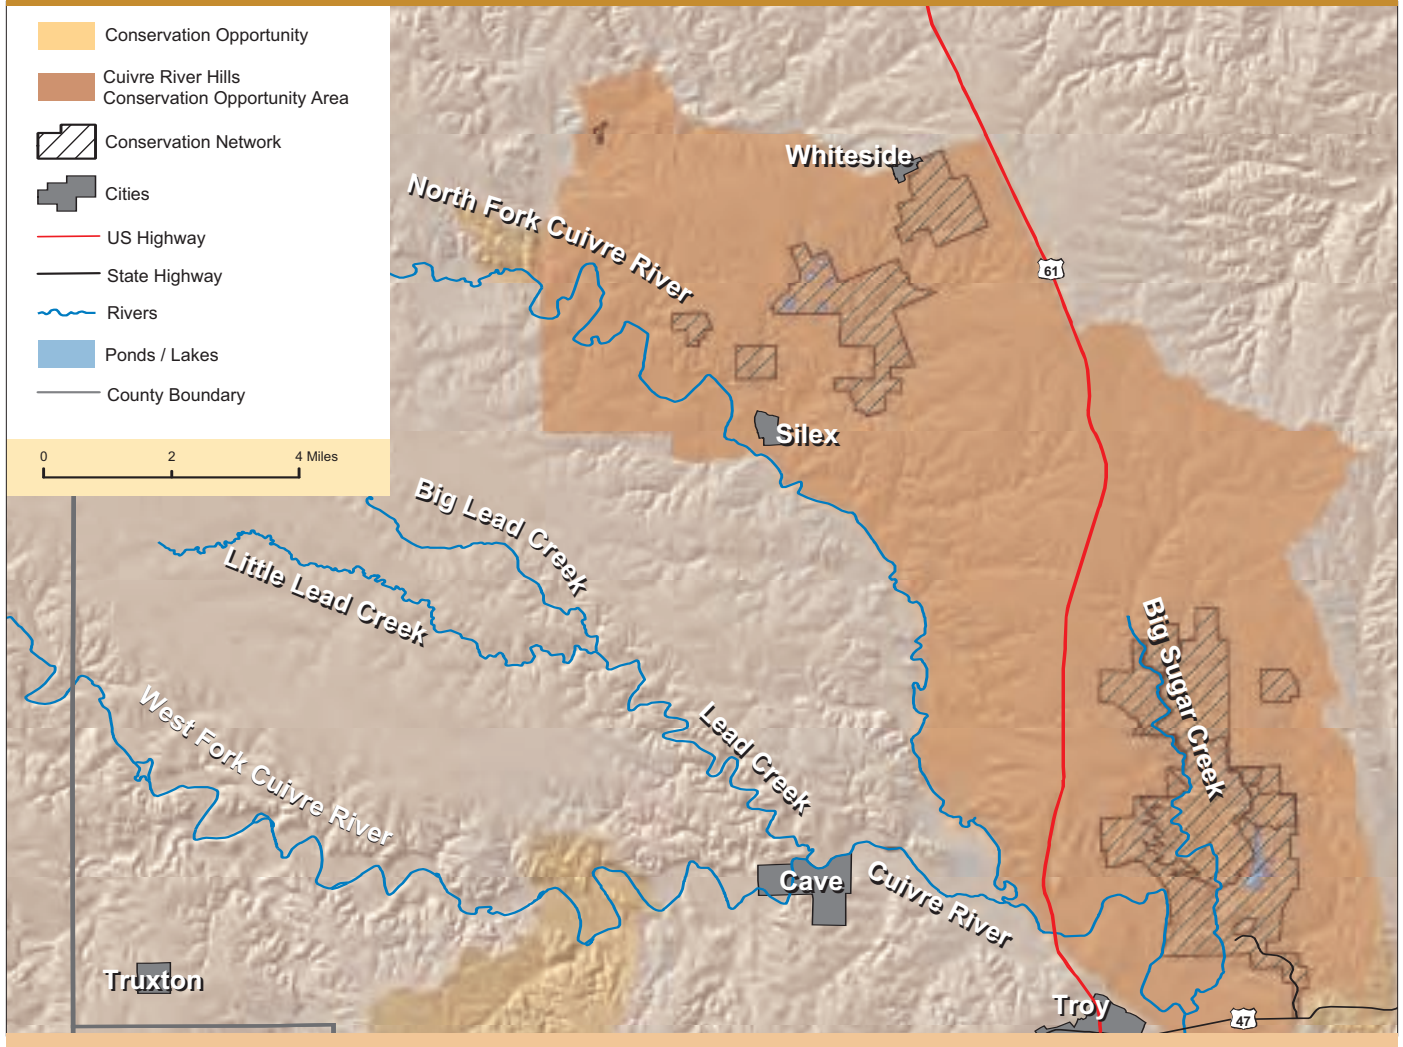 Conservation Opportunity
Cuivre River Hills
Conservation Opportunity Area
Conservation Network
Cities
US Highway
State Highway
Rivers
Ponds / Lakes
County Boundary
0 2 4 Miles
Whiteside
North Fork Cuivre River
61
Silex
Big Lead Creek
Little Lead Creek
Big Sugar Creek
West Fork Cuivre River
Lead Creek
Cave
Cuivre River
Truxton
Troy
47